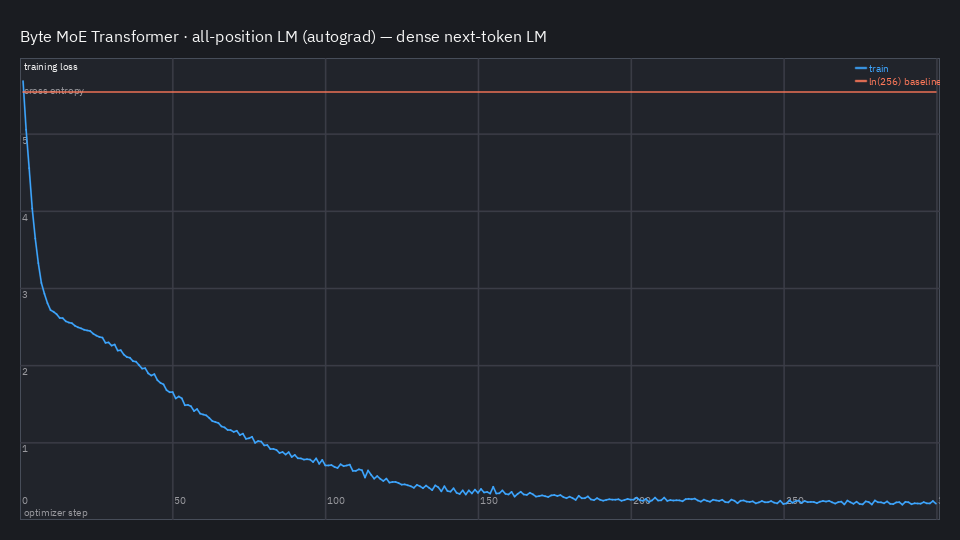 Byte MoE Transformer · all-position LM (autograd) — dense next-token LM
training loss
train
cross entropy
ln(256) baseline
5
4
3
2
1
0 50 100 150 200 250
optimizer step